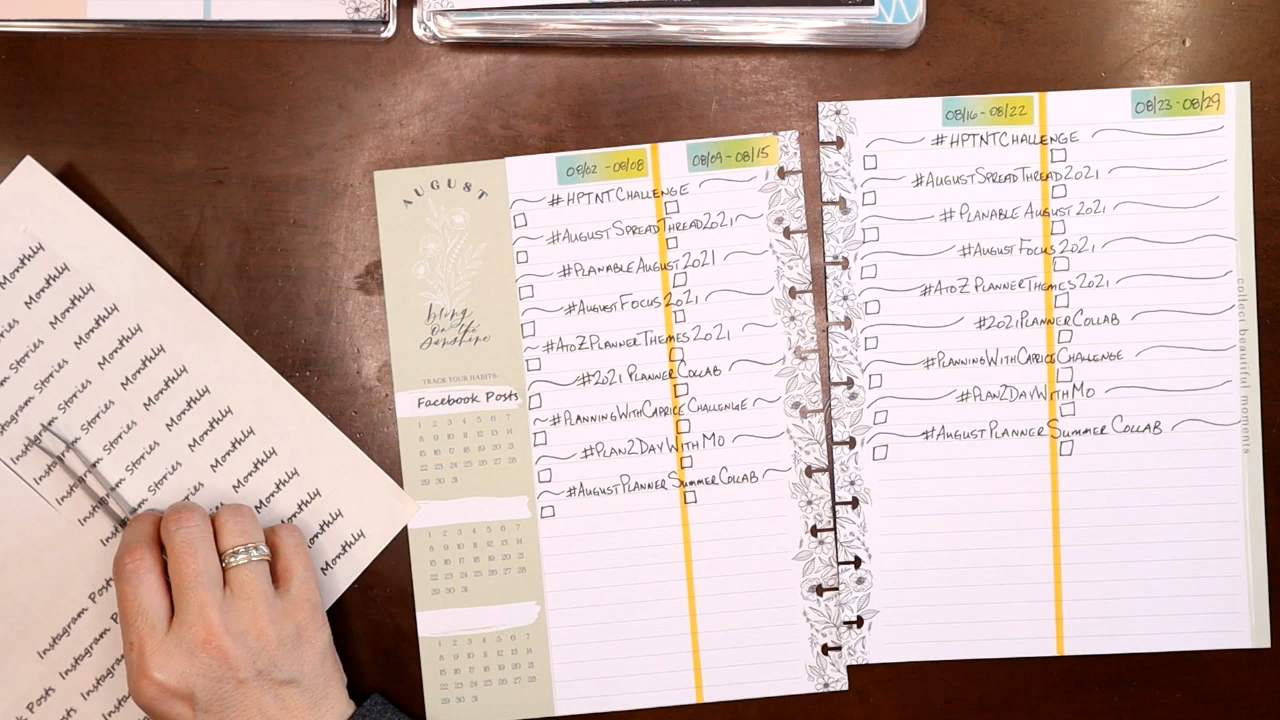 AUGUST
bring
on the
sunshine
TRACK YOUR HABITS
Facebook Posts
1 2 3 4 5 6 7
8 9 10 11 12 13 14
15 16 17 18 19 20 21
22 23 24 25 26 27 28
29 30 31
1 2 3 4 5 6 7
8 9 10 11 12 13 14
15 16 17 18 19 20 21
22 23 24 25 26 27 28
29 30 31
1 2 3 4 5 6 7
8 9 10 11 12 13 14
15 16 17 18 19 20 21
22 23 24 25 26 27 28
29 30 31
08/02 - 08/08 08/09 - 08/15
#HPTNTCHALLENGE
#AUGUSTSPREADTHREAD2021
#PLANABLEAUGUST2021
#AUGUSTFOCUS2021
#ATOZPLANNERTHEMES2021
#2021PLANNERCOLLAB
#PLANNINGWITHCAPRICECHALLENGE
#PLAN2DAYWITHMO
#AUGUSTPLANNERSUMMERCOLLAB
08/16 - 08/22 08/23 - 08/29
#HPTNTCHALLENGE
#AUGUSTSPREADTHREAD2021
#PLANABLEAUGUST2021
#AUGUSTFOCUS2021
#ATOZPLANNERTHEMES2021
#2021PLANNERCOLLAB
#PLANNINGWITHCAPRICECHALLENGE
#PLAN2DAYWITHMO
#AUGUSTPLANNERSUMMERCOLLAB
collect beautiful moments
Monthly
Monthly
Monthly
Monthly
Monthly
Monthly
Monthly
Monthly
Monthly
Monthly
Monthly
Monthly
Monthly
Stories
Instagram Stories
Instagram Stories
Stories
Stories
Stories
Instagram Posts
Instagram
Instagram
Posts